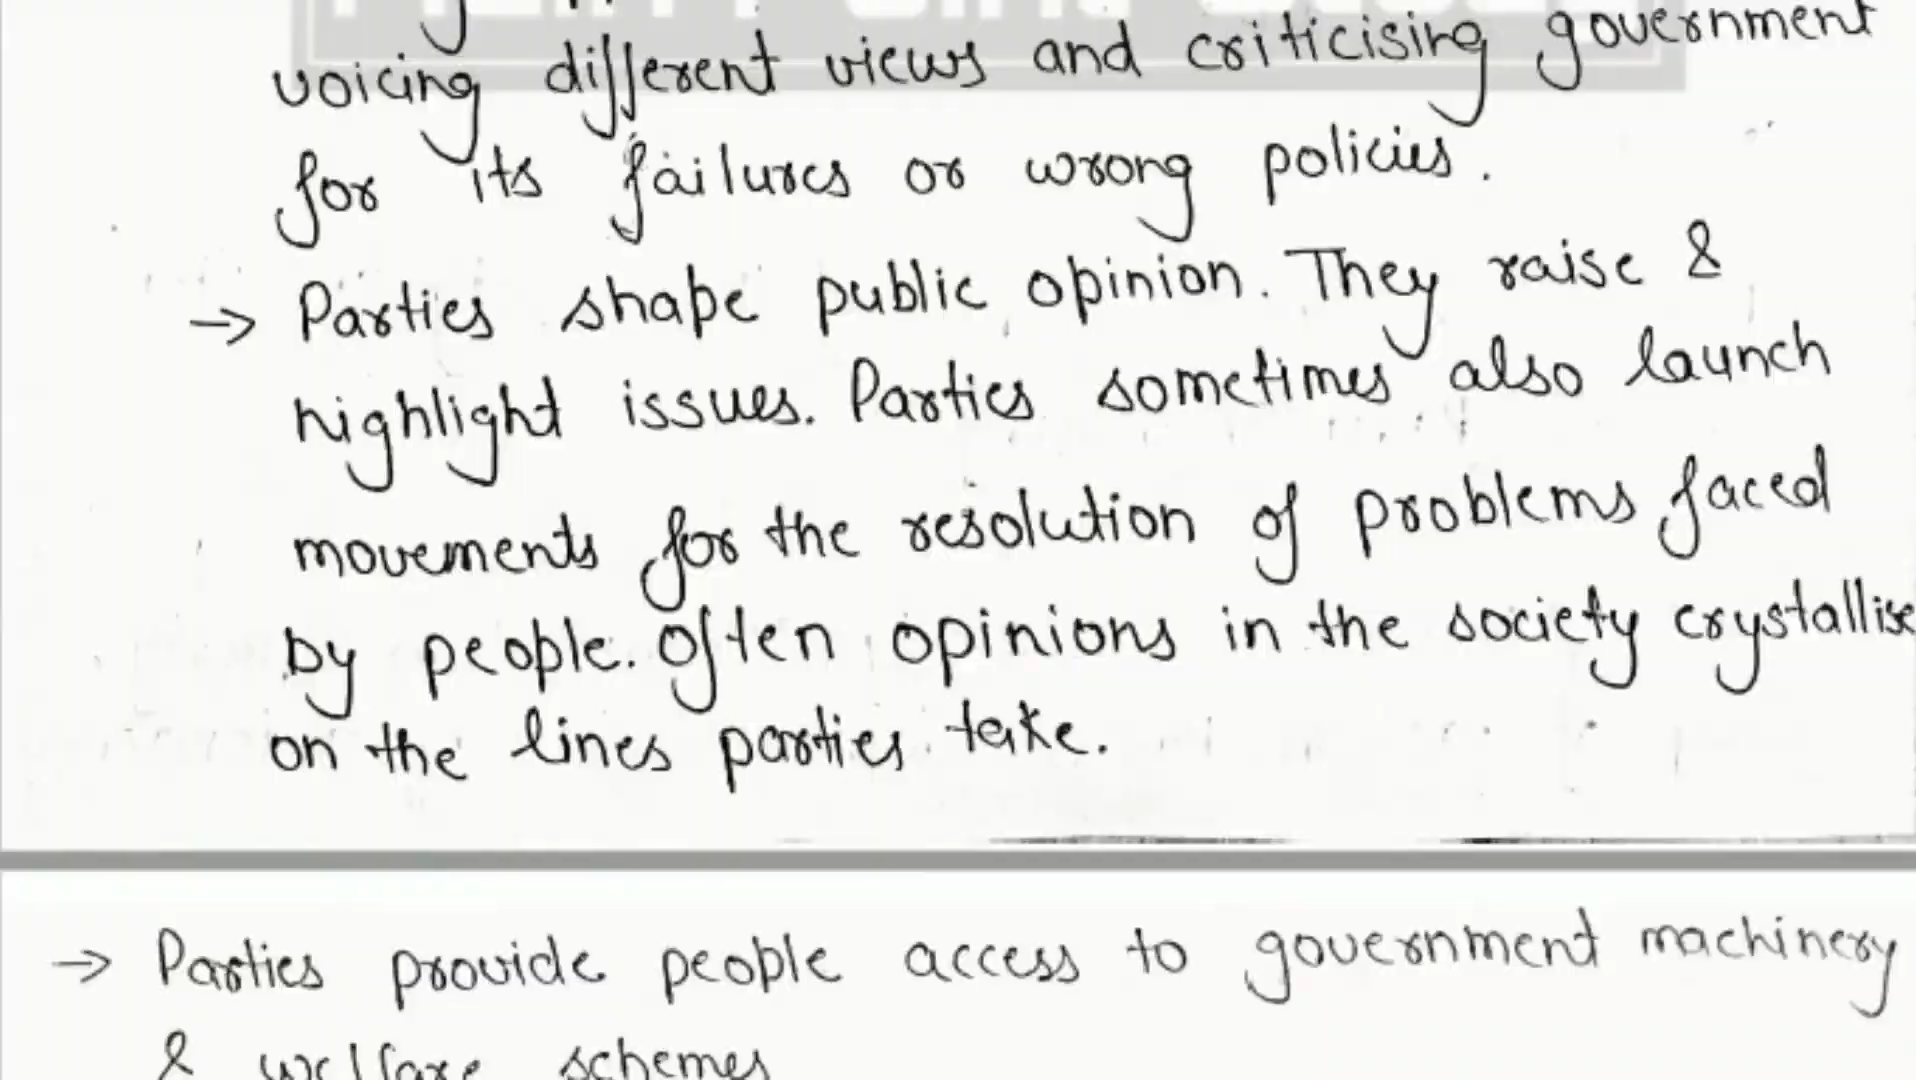 voicing different views and criticising government
for its failures or wrong policies.
→ Parties shape public opinion. They raise &
highlight issues. Parties sometimes also launch
movements for the resolution of problems faced
by people. Often opinions in the society crystallise
on the lines parties take.
→ Parties provide people access to government machinery
& welfare schemes